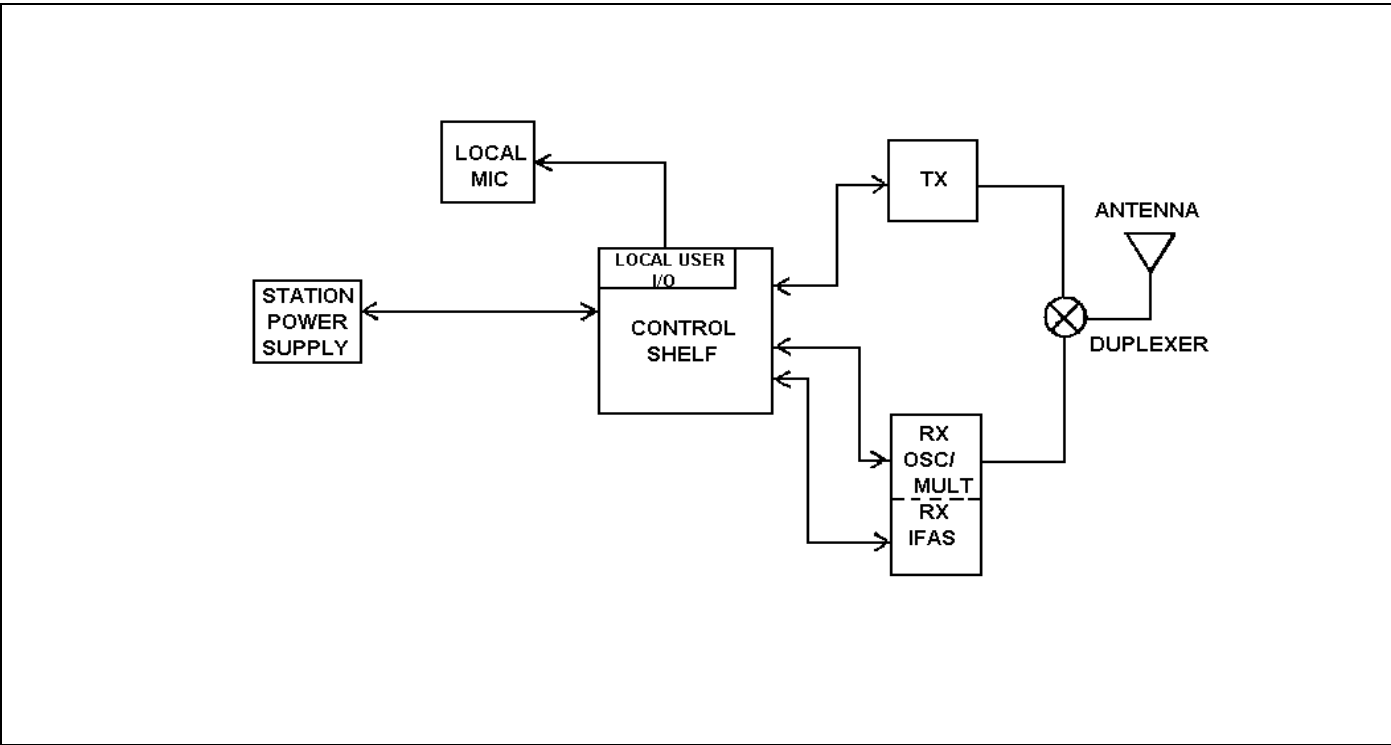 LOCAL
MIC
TX
ANTENNA
LOCAL USER
I/O
STATION
POWER
SUPPLY
CONTROL
SHELF
DUPLEXER
RX
OSC/
MULT
RX
IFAS